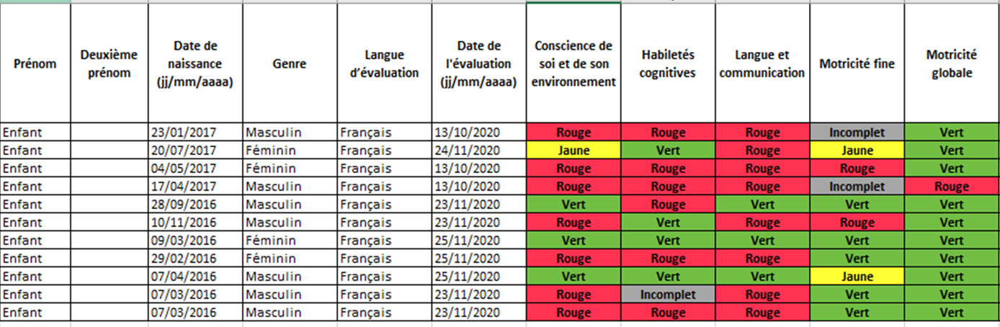 Prénom Deuxième prénom Date de naissance (jj/mm/aaaa) Genre Langue d'évaluation Date de l'évaluation (jj/mm/aaaa) Conscience de soi et de son environnement Habiletés cognitives Langue et communication Motricité fine Motricité globale
Enfant 23/01/2017 Masculin Français 13/10/2020 Rouge Rouge Rouge Incomplet Vert
Enfant 20/07/2017 Féminin Français 24/11/2020 Jaune Vert Rouge Jaune Vert
Enfant 04/05/2017 Féminin Français 13/10/2020 Rouge Rouge Rouge Rouge Vert
Enfant 17/04/2017 Masculin Français 13/10/2020 Rouge Rouge Rouge Incomplet Rouge
Enfant 28/09/2016 Masculin Français 23/11/2020 Vert Rouge Vert Vert Vert
Enfant 10/11/2016 Masculin Français 23/11/2020 Rouge Vert Rouge Rouge Vert
Enfant 09/03/2016 Féminin Français 25/11/2020 Vert Vert Vert Vert Vert
Enfant 29/02/2016 Féminin Français 25/11/2020 Rouge Rouge Rouge Vert Vert
Enfant 07/04/2016 Masculin Français 25/11/2020 Vert Vert Vert Jaune Vert
Enfant 07/03/2016 Masculin Français 23/11/2020 Rouge Incomplet Rouge Vert Vert
Enfant 07/03/2016 Masculin Français 23/11/2020 Rouge Rouge Rouge Vert Vert